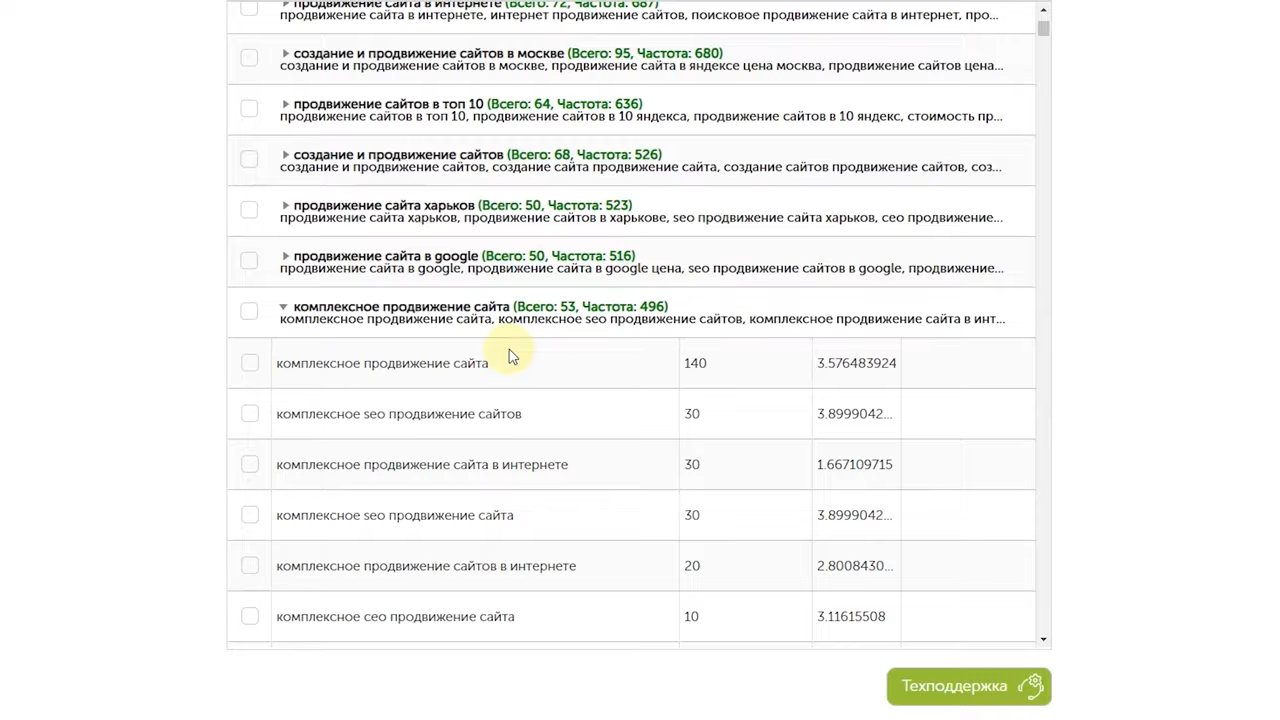 продвижение сайта в интернете (Всего: 72, Частота: 687)
продвижение сайта в интернете, интернет продвижение сайтов, поисковое продвижение сайта в интернет, про...
создание и продвижение сайтов в москве (Всего: 95, Частота: 680)
создание и продвижение сайтов в москве, продвижение сайта в яндексе цена москва, продвижение сайтов цена...
продвижение сайтов в топ 10 (Всего: 64, Частота: 636)
продвижение сайтов в топ 10, продвижение сайтов в 10 яндекса, продвижение сайтов в 10 яндекс, стоимость пр...
создание и продвижение сайтов (Всего: 68, Частота: 526)
создание и продвижение сайтов, создание сайта продвижение сайта, создание сайтов продвижение сайтов, соз...
продвижение сайта харьков (Всего: 50, Частота: 523)
продвижение сайта харьков, продвижение сайтов в харькове, seo продвижение сайта харьков, сео продвижение...
продвижение сайта в google (Всего: 50, Частота: 516)
продвижение сайта в google, продвижение сайта в google цена, seo продвижение сайтов в google, продвижение...
комплексное продвижение сайта (Всего: 53, Частота: 496)
комплексное продвижение сайта, комплексное seo продвижение сайтов, комплексное продвижение сайта в инт...
комплексное продвижение сайта 140 3.576483924
комплексное seo продвижение сайтов 30 3.8999042...
комплексное продвижение сайта в интернете 30 1.667109715
комплексное seo продвижение сайта 30 3.8999042...
комплексное продвижение сайтов в интернете 20 2.8008430...
комплексное сео продвижение сайта 10 3.11615508
Техподдержка